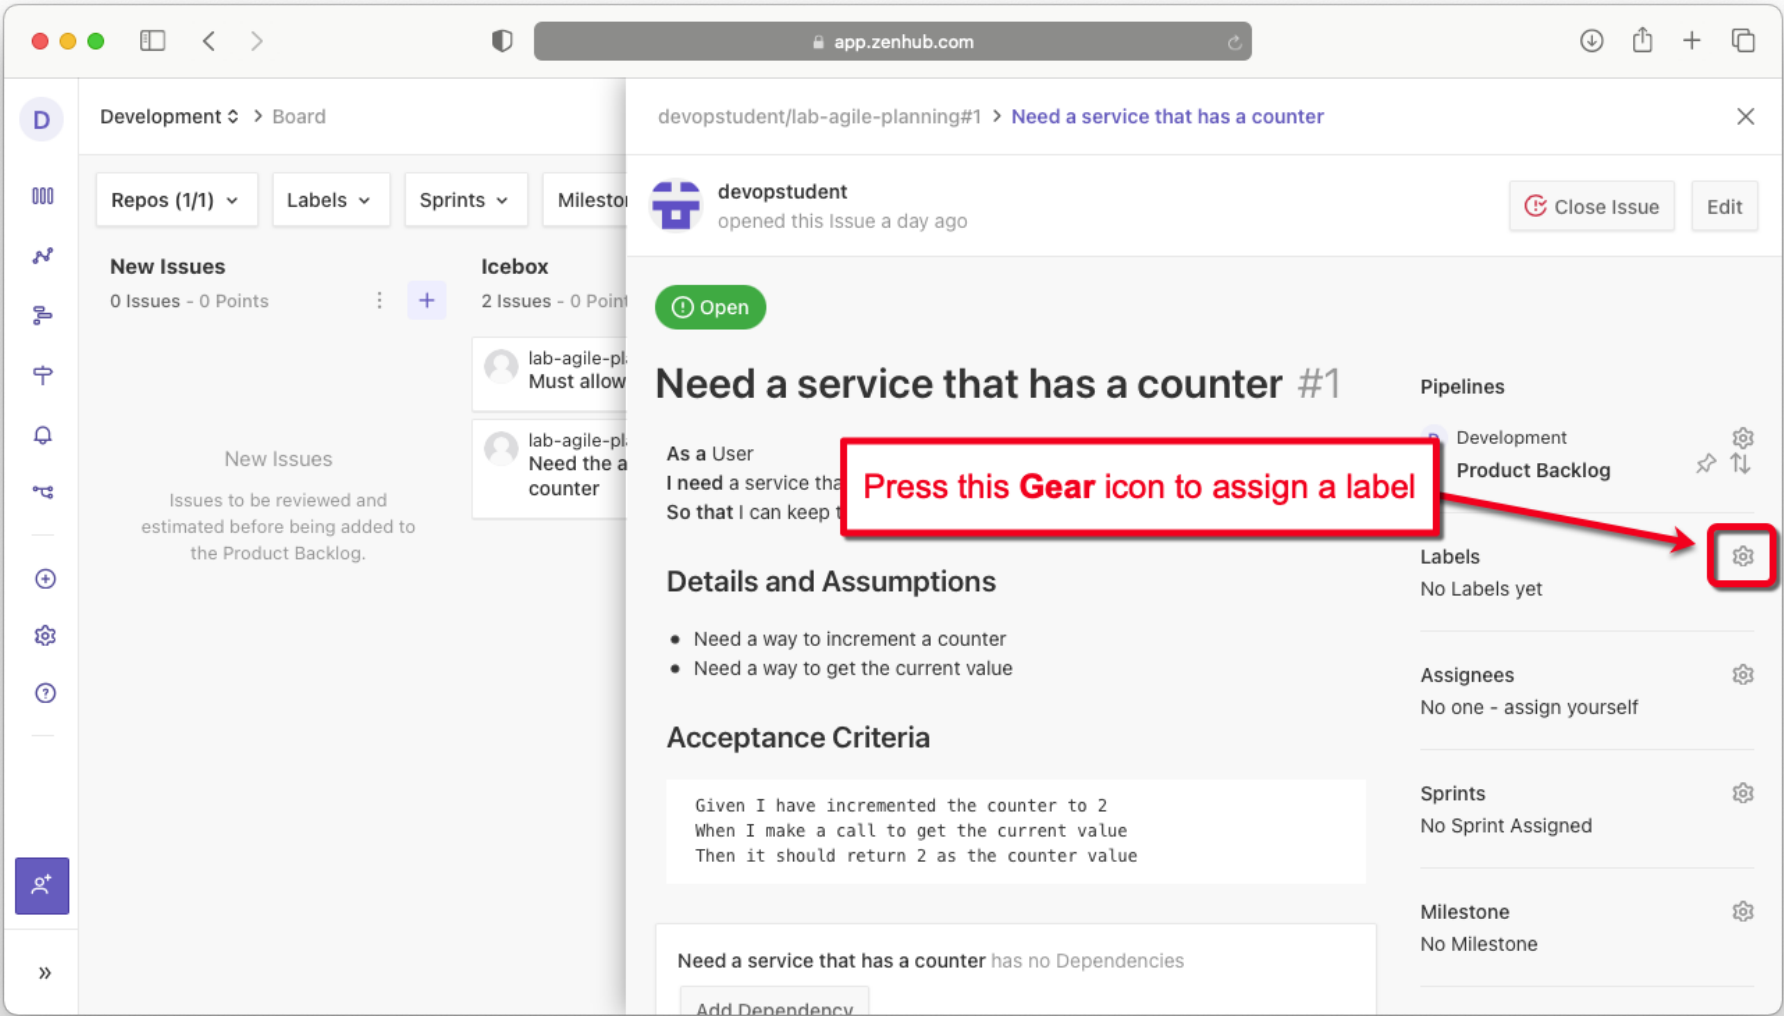 app.zenhub.com
D
Development
Board
devopstudent/lab-agile-planning#1 > Need a service that has a counter
Repos (1/1)
Labels
Sprints
Milesto
devopstudent
opened this Issue a day ago
Close Issue
Edit
New Issues
0 Issues - 0 Points
Icebox
2 Issues - 0 Point
lab-agile-pl
Must allow
lab-agile-pl
Need the a
counter
New Issues
Issues to be reviewed and
estimated before being added to
the Product Backlog.
Open
Need a service that has a counter #1
As a User
I need a service tha
So that I can keep t
Press this Gear icon to assign a label
Details and Assumptions
Need a way to increment a counter
Need a way to get the current value
Acceptance Criteria
Given I have incremented the counter to 2
When I make a call to get the current value
Then it should return 2 as the counter value
Need a service that has a counter has no Dependencies
Add Dependency
Pipelines
Development
Product Backlog
Labels
No Labels yet
Assignees
No one - assign yourself
Sprints
No Sprint Assigned
Milestone
No Milestone